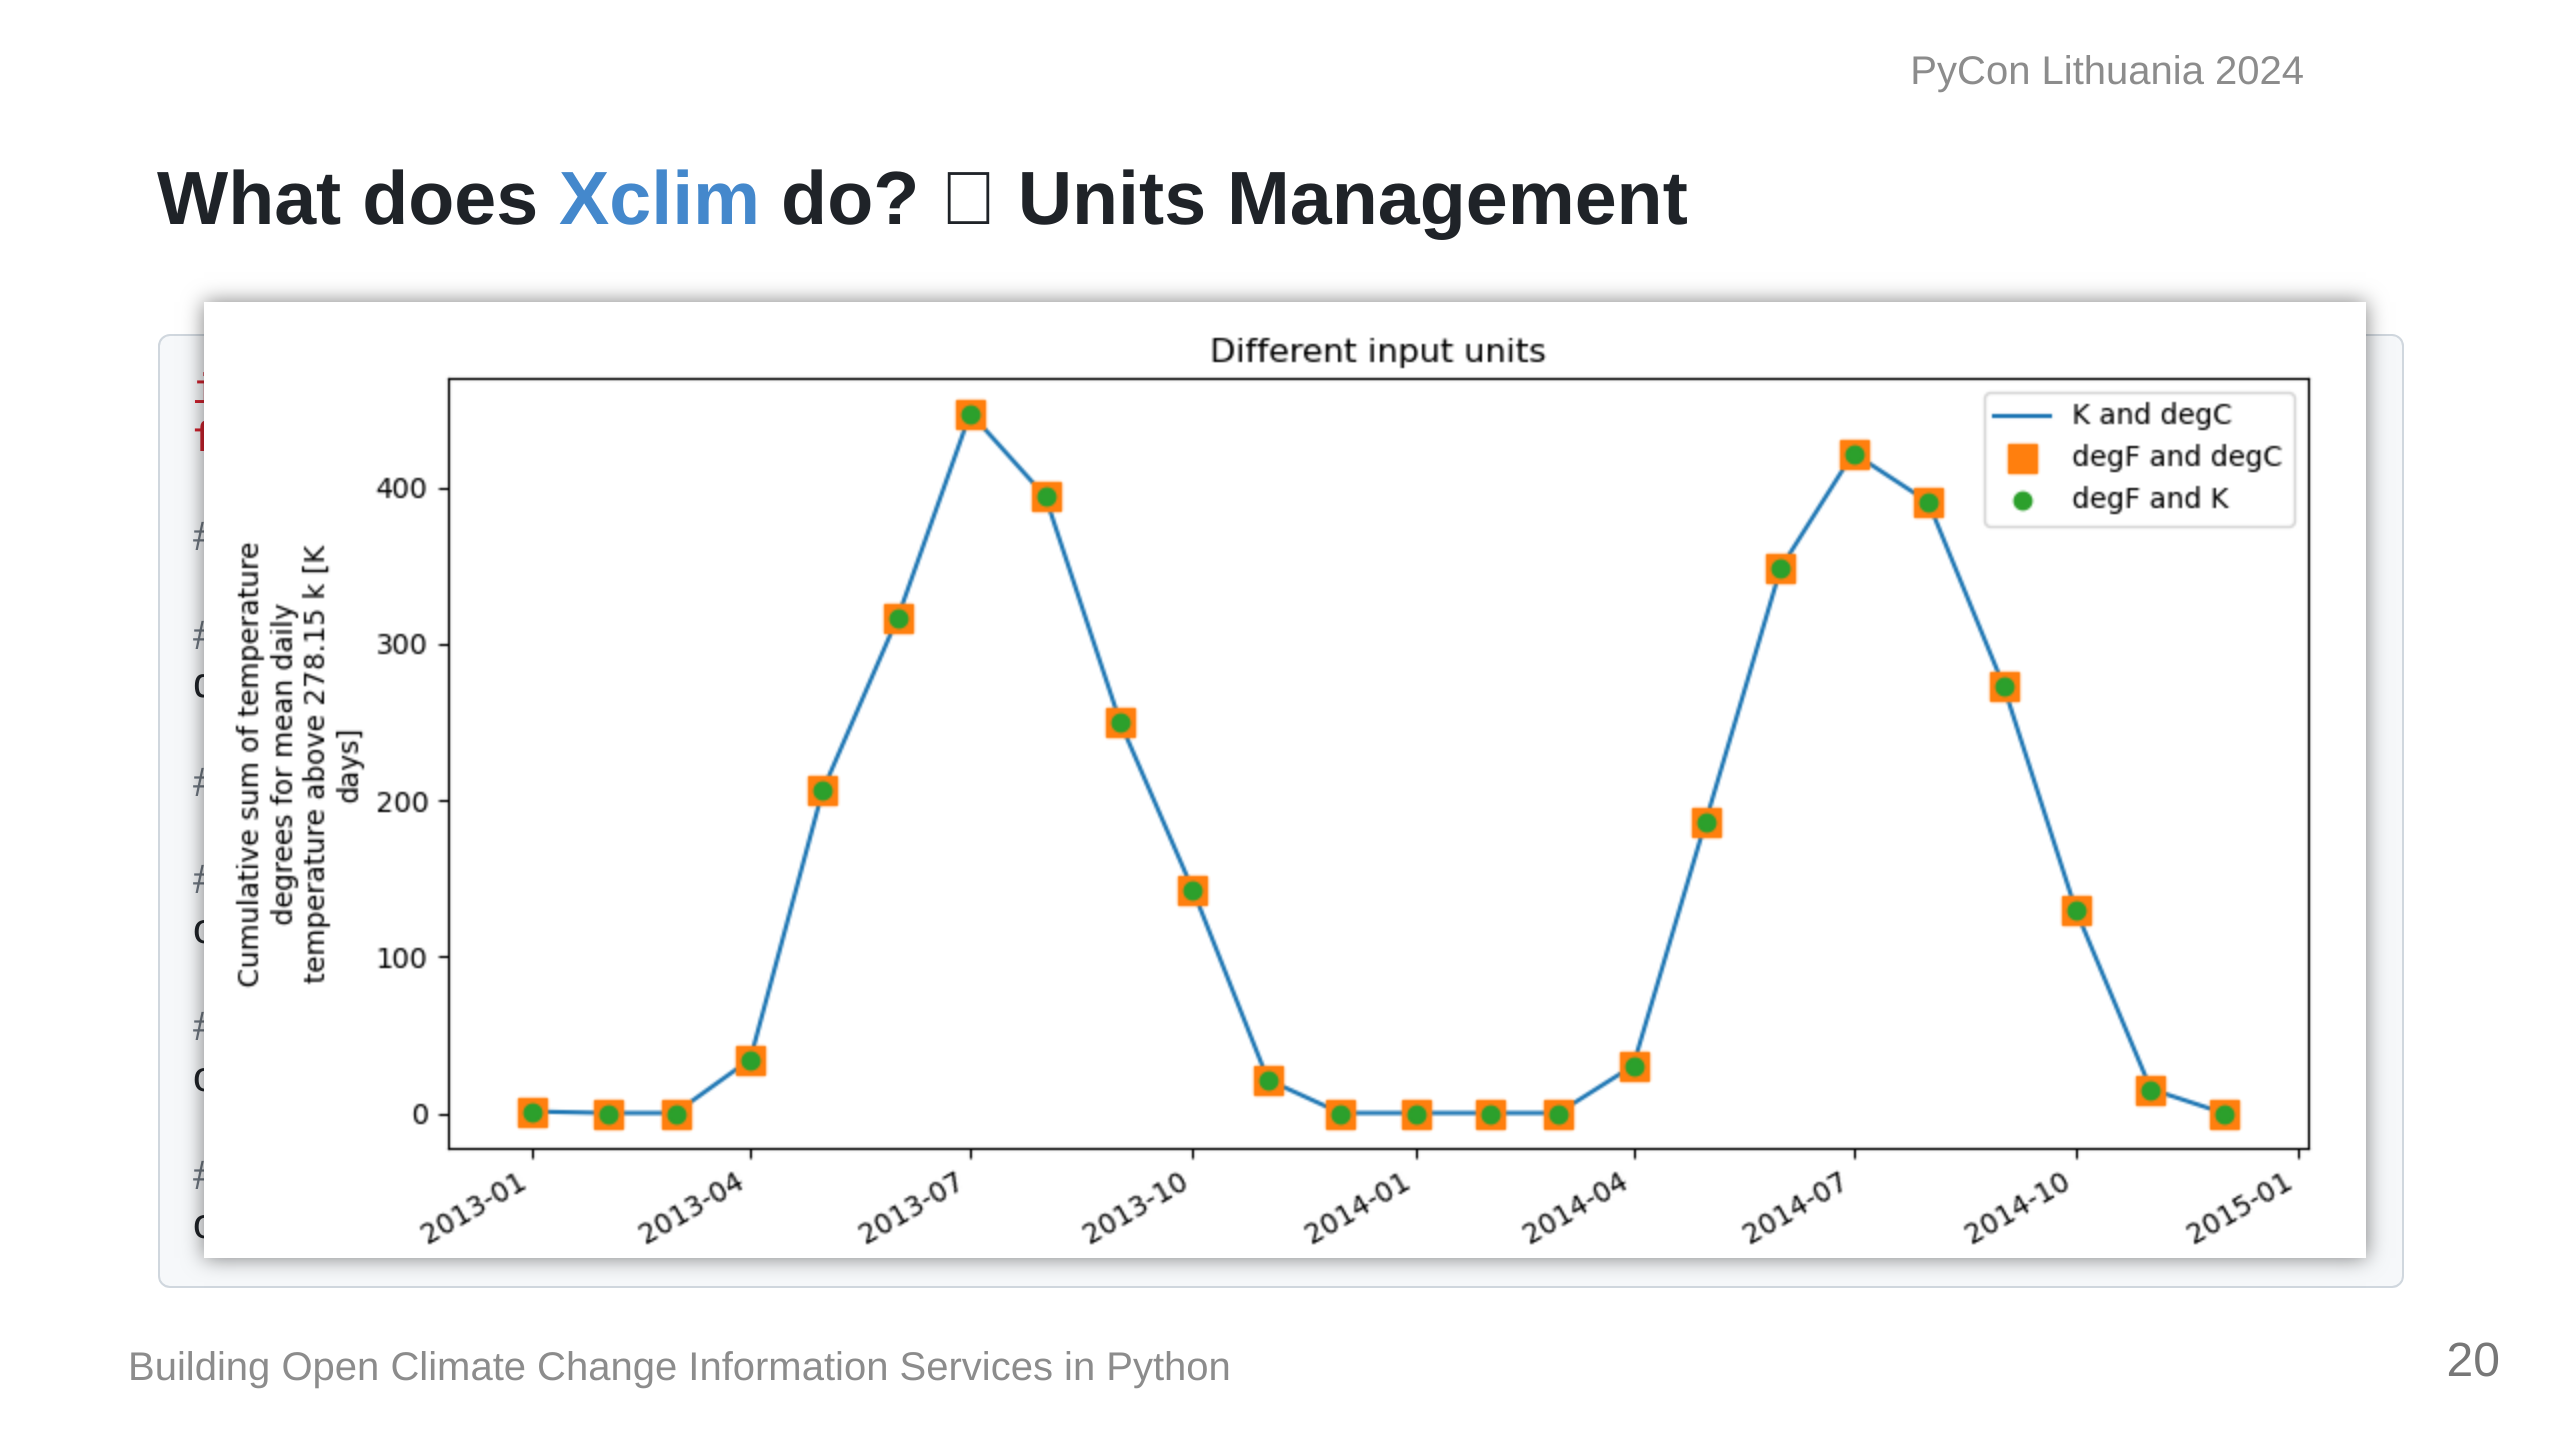 PyCon Lithuania 2024
What does Xclim do? Units Management
Different input units
K and degC
degF and degC
degF and K
Cumulative sum of temperature
degrees for mean daily
temperature above 278.15 k [K
days]
400
300
200
100
0
2013-01
2013-04
2013-07
2013-10
2014-01
2014-04
2014-07
2014-10
2015-01
#
#
#
#
#
#
Building Open Climate Change Information Services in Python
20